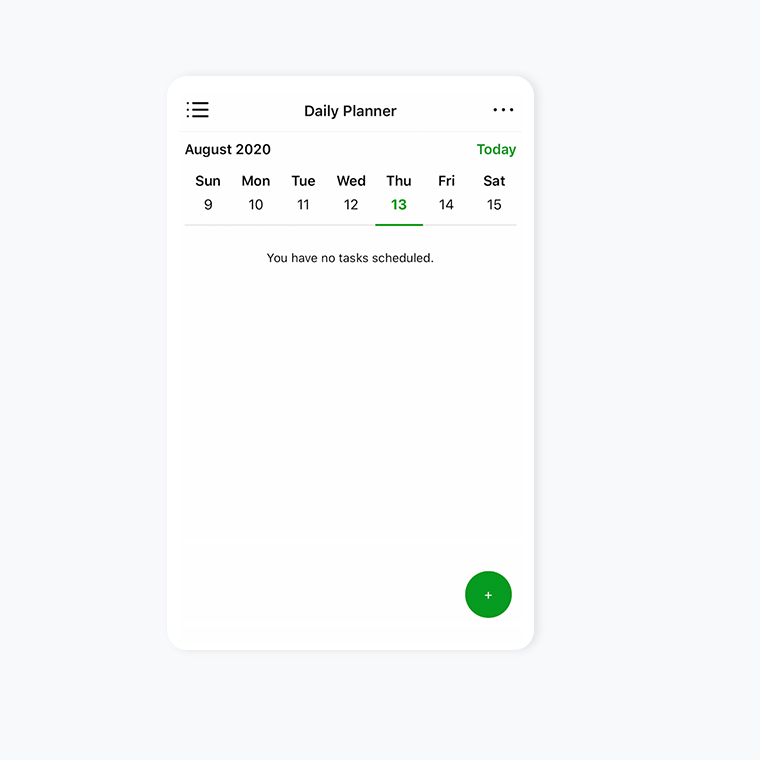 Daily Planner
August 2020 Today
Sun Mon Tue Wed Thu Fri Sat
9 10 11 12 13 14 15
You have no tasks scheduled.
+